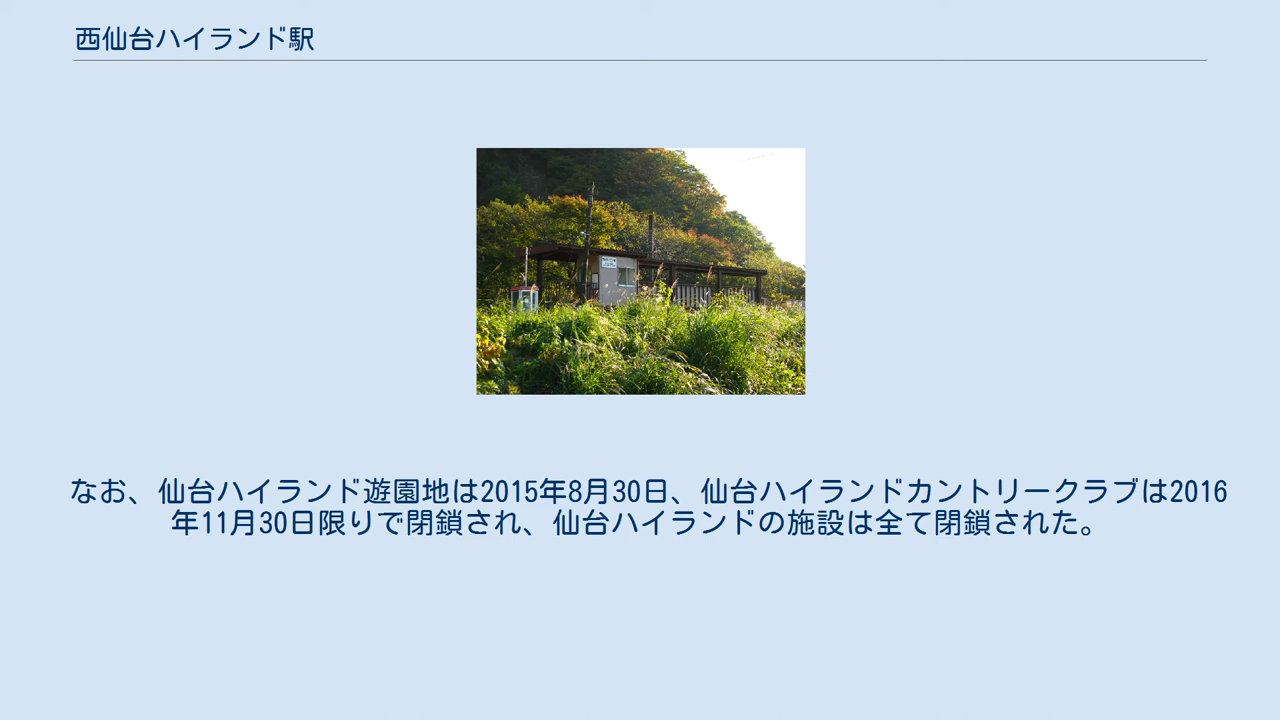 西仙台ハイランド駅
なお、仙台ハイランド遊園地は2015年8月30日、仙台ハイランドカントリークラブは2016
年11月30日限りで閉鎖され、仙台ハイランドの施設は全て閉鎖された。